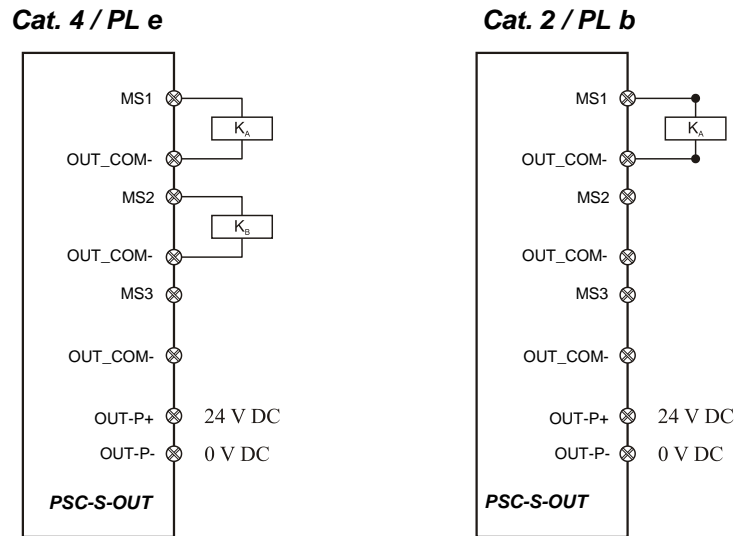 Cat. 4 / PL e
MS1
K_A
OUT_COM-
MS2
K_B
OUT_COM-
MS3
OUT_COM-
OUT-P+ 24 V DC
OUT-P- 0 V DC
PSC-S-OUT
Cat. 2 / PL b
MS1
K_A
OUT_COM-
MS2
OUT_COM-
MS3
OUT_COM-
OUT-P+ 24 V DC
OUT-P- 0 V DC
PSC-S-OUT